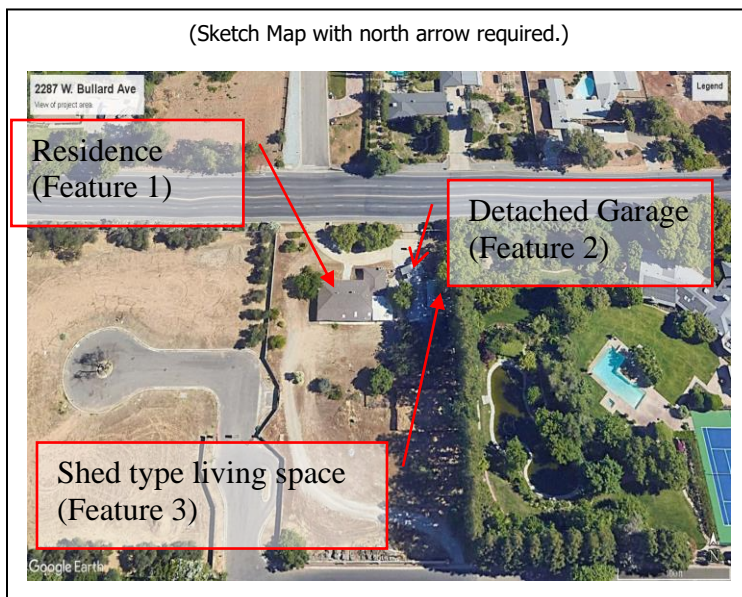 (Sketch Map with north arrow required.)
2287 W. Bullard Ave
View of project area
Legend
Residence
(Feature 1)
Detached Garage
(Feature 2)
Shed type living space
(Feature 3)
Google Earth